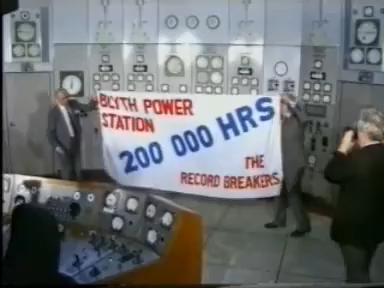 BLYTH POWER
STATION
200 000 HRS
THE
RECORD BREAKERS